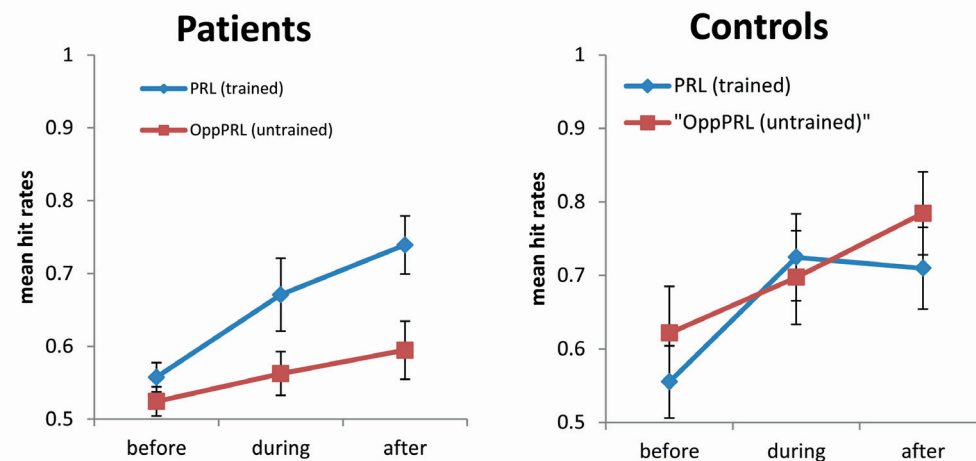 Patients
1
PRL (trained)
OppPRL (untrained)
0.9
0.8
0.7
0.6
0.5
mean hit rates
before during after
Controls
1
PRL (trained)
"OppPRL (untrained)"
0.9
0.8
0.7
0.6
0.5
mean hit rates
before during after